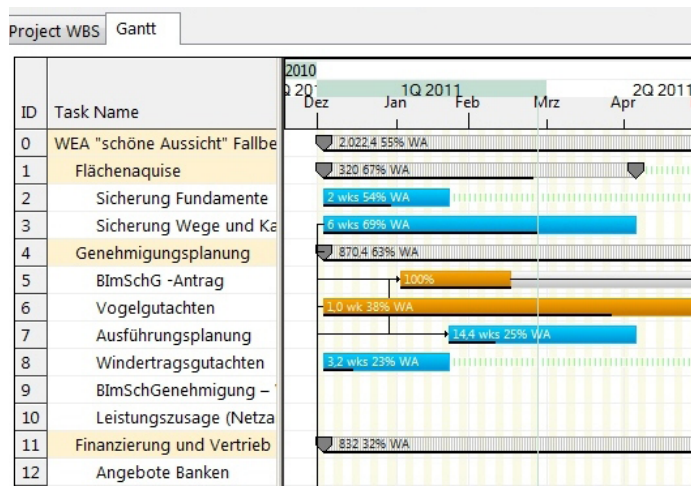 Project WBS Gantt
2010
Q 201 1Q 2011 2Q 2011
ID Task Name Dez Jan Feb Mrz Apr
0 WEA "schöne Aussicht" Fallbe 2.022,4 55% WA
1 Flächenaquise 320 67% WA
2 Sicherung Fundamente 2 wks 54% WA
3 Sicherung Wege und Ka 6 wks 69% WA
4 Genehmigungsplanung 870,4 63% WA
5 BImSchG -Antrag 100%
6 Vogelgutachten 1,0 wk 38% WA
7 Ausführungsplanung 14,4 wks 25% WA
8 Windertragsgutachten 3,2 wks 23% WA
9 BImSchGenehmigung –
10 Leistungszusage (Netza
11 Finanzierung und Vertrieb 832 32% WA
12 Angebote Banken